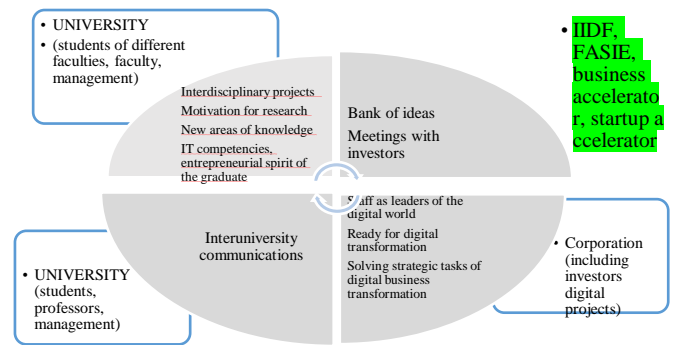 • UNIVERSITY
• (students of different
faculties, faculty,
management)
Interdisciplinary projects
Motivation for research
New areas of knowledge
IT competencies,
entrepreneurial spirit of
the graduate
Bank of ideas
Meetings with
investors
• IIDF,
FASIE,
business
accelerato
r, startup a
ccelerator
Interuniversity
communications
Staff as leaders of the
digital world
Ready for digital
transformation
Solving strategic tasks of
digital business
transformation
• UNIVERSITY
(students,
professors,
management)
• Corporation
(including
investors
digital
projects)